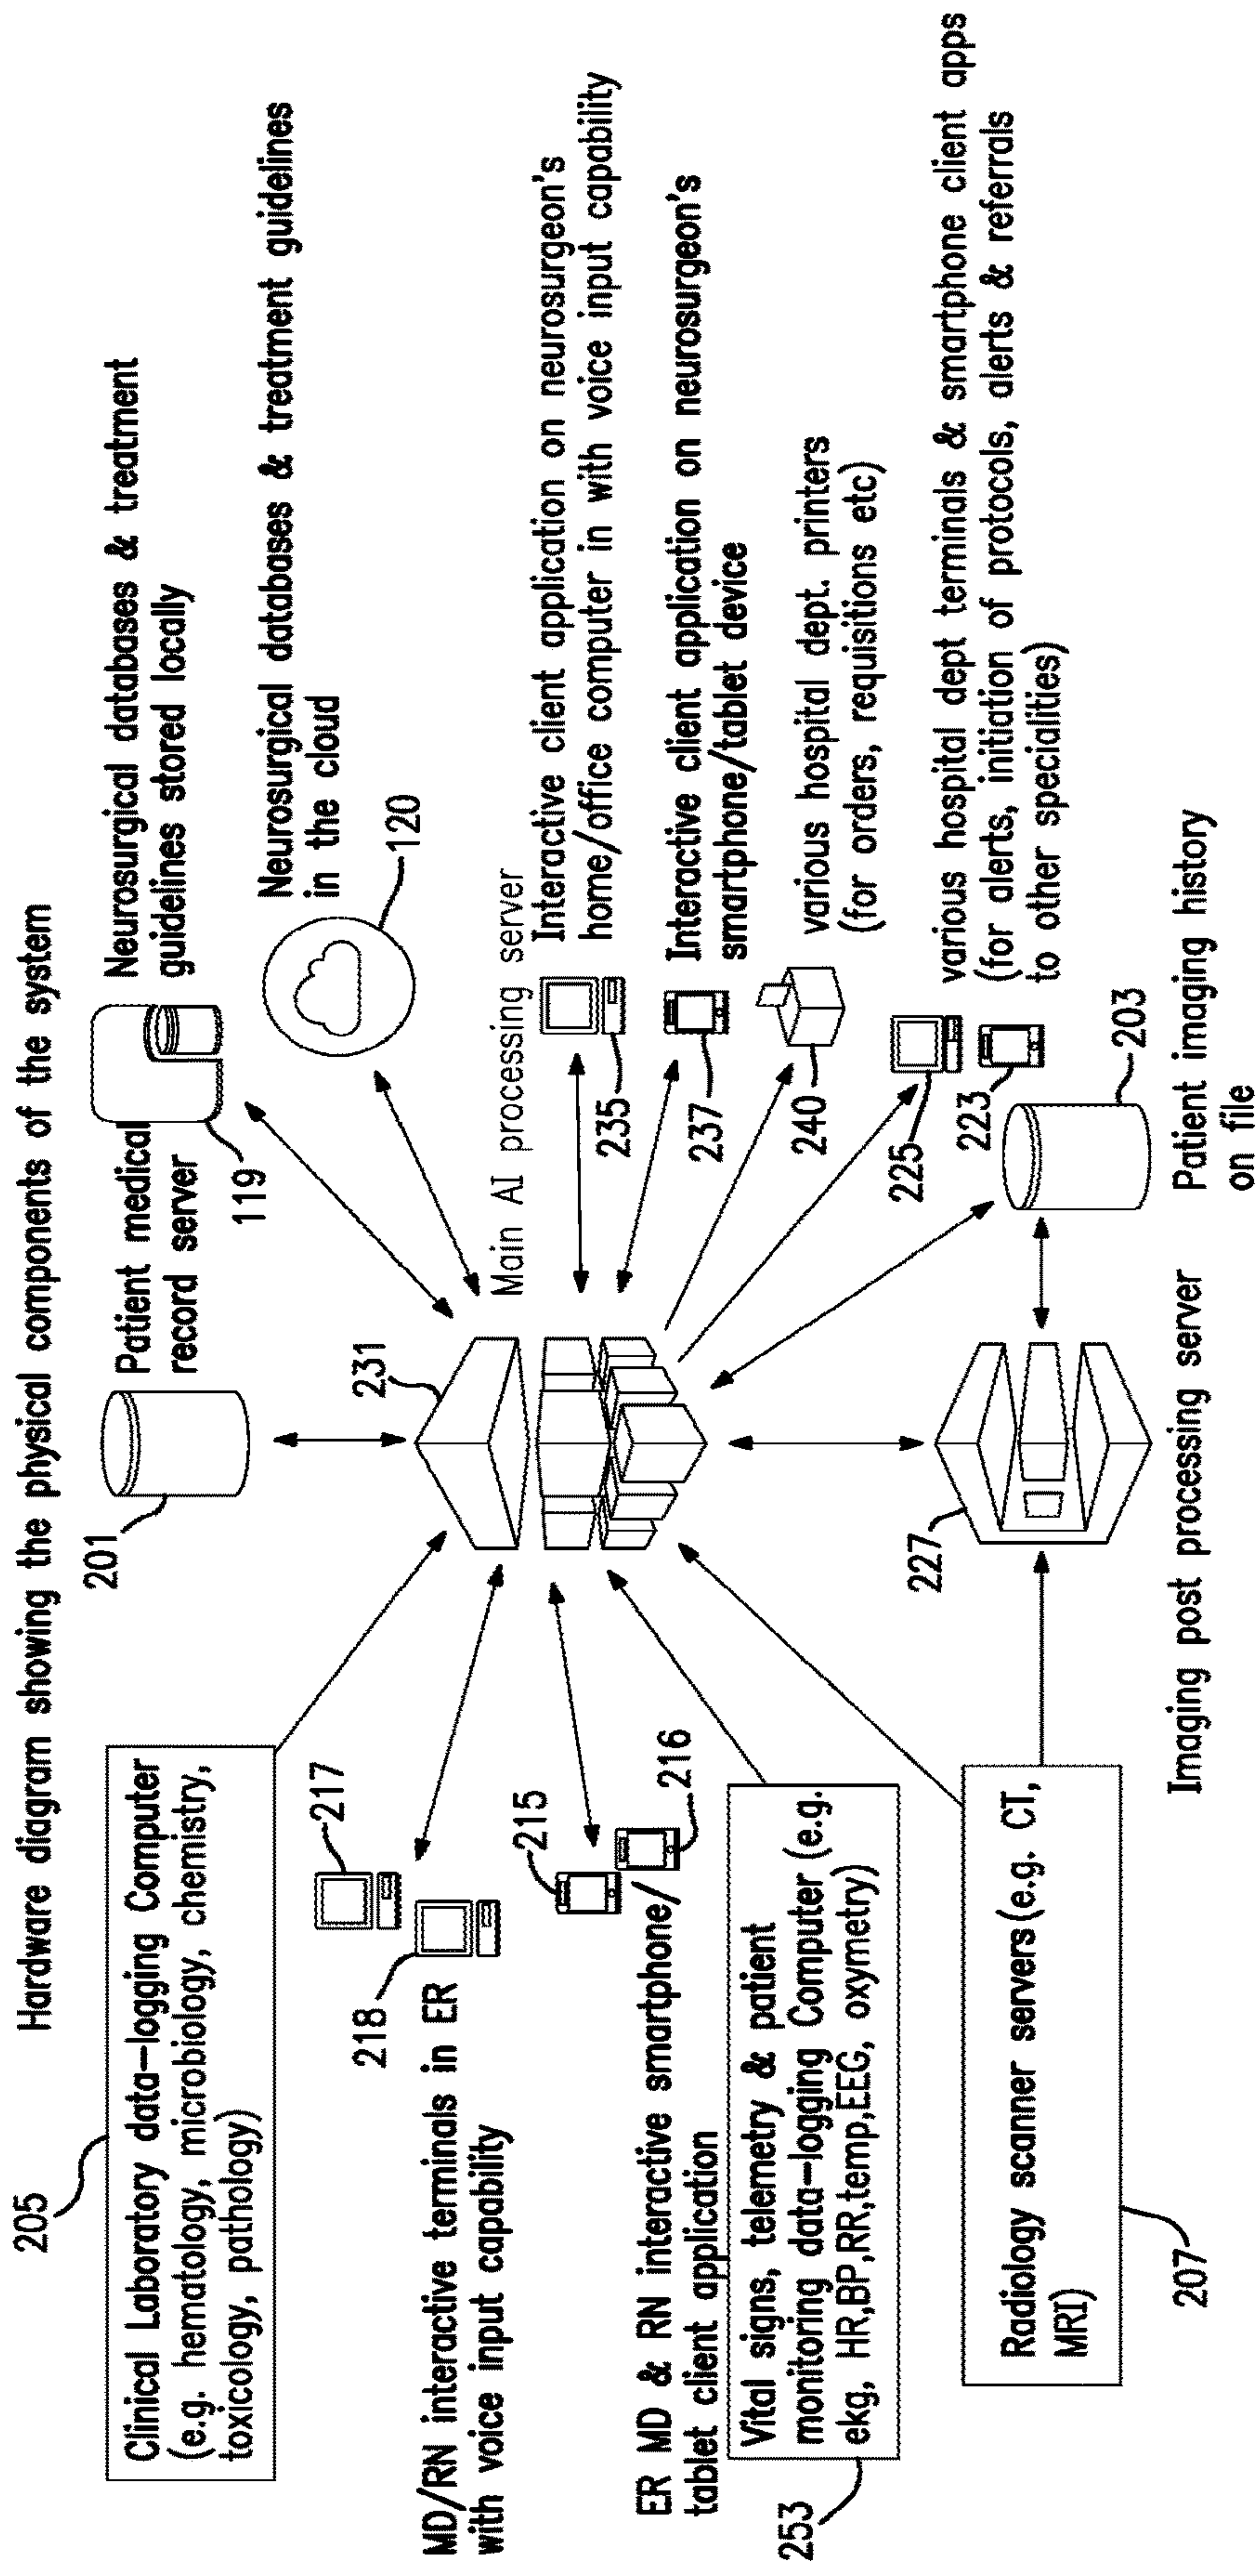 Hardware diagram showing the physical components of the system
205
Clinical Laboratory data-logging Computer
(e.g. hematology, microbiology, chemistry,
toxicology, pathology)
201
Patient medical
record server
119
Neurosurgical databases & treatment
guidelines stored locally
120
Neurosurgical databases & treatment guidelines
in the cloud
217
218
MD/RN interactive terminals in ER
with voice input capability
231
Main AI processing server
235
Interactive client application on neurosurgeon's
home/office computer in with voice input capability
215
216
ER MD & RN interactive smartphone/
tablet client application
237
Interactive client application on neurosurgeon's
smartphone/tablet device
240
various hospital dept. printers
(for orders, requisitions etc)
253
Vital signs, telemetry & patient
monitoring data-logging Computer (e.g.
ekg, HR,BP,RR,temp,EEG, oxymetry)
225
223
various hospital dept terminals & smartphone client apps
(for alerts, initiation of protocols, alerts & referrals
to other specialities)
207
Radiology scanner servers(e.g. CT,
MRI)
227
Imaging post processing server
203
Patient imaging history
on file